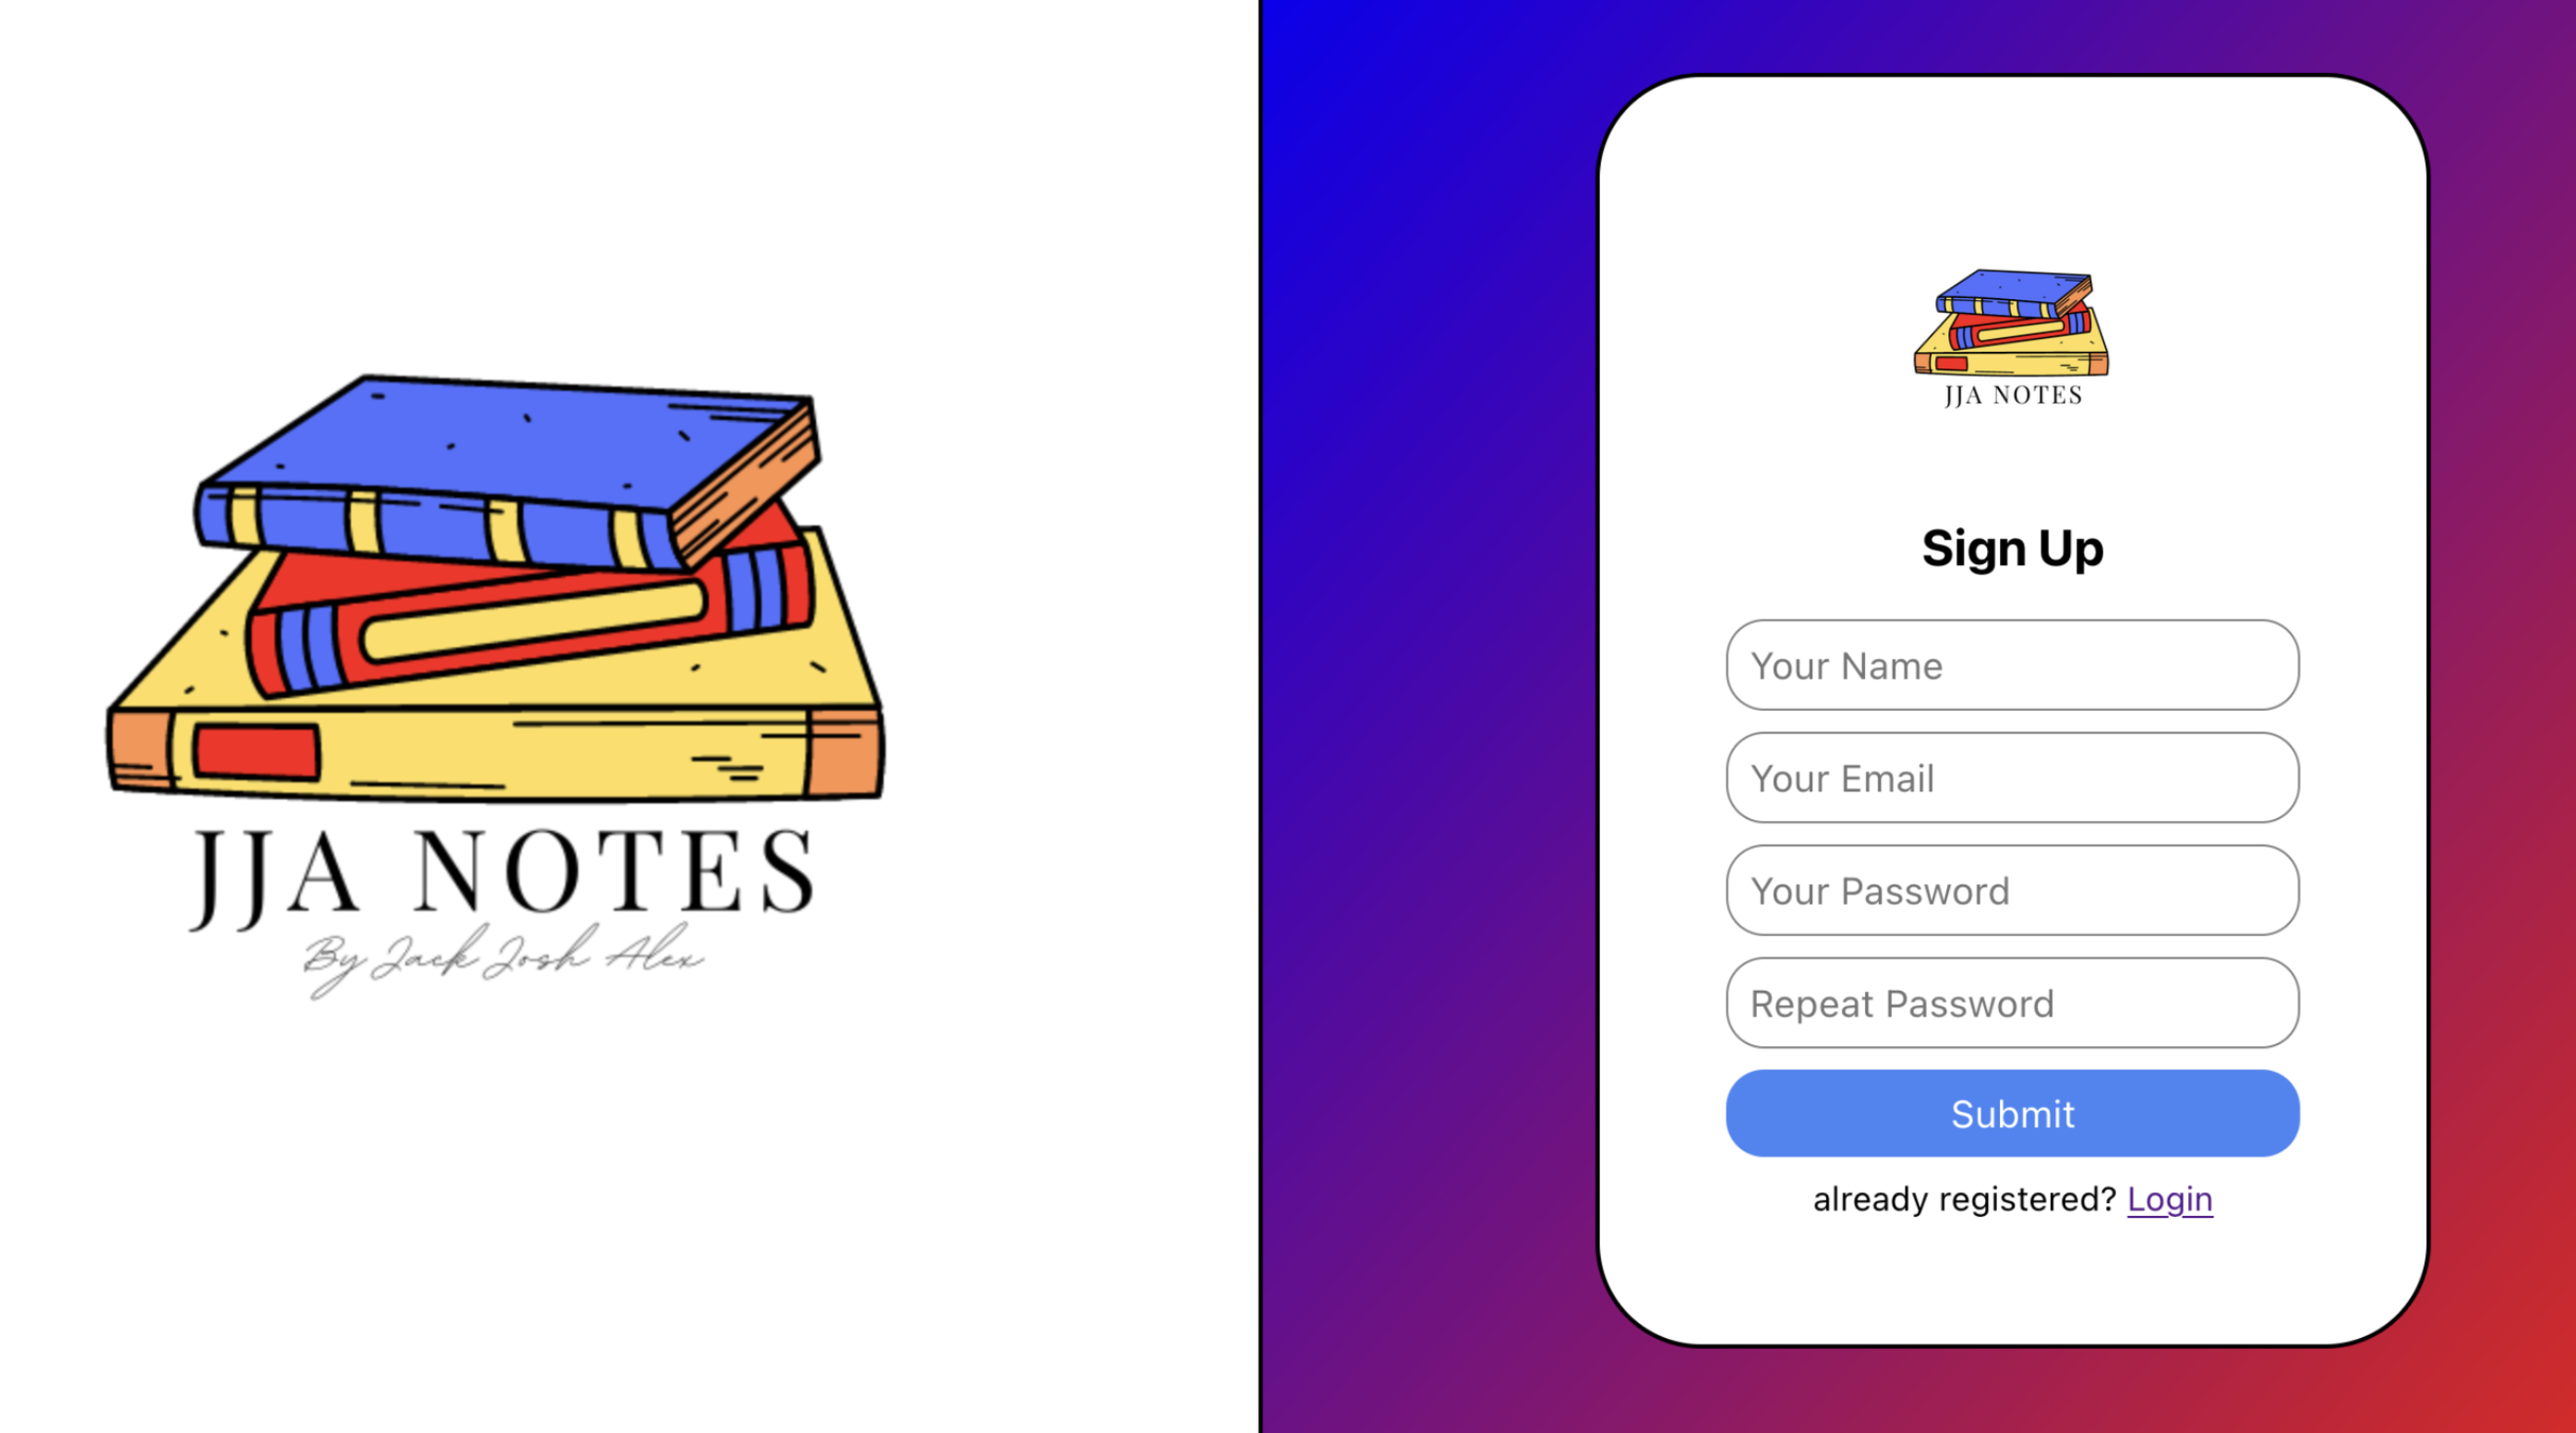 JJA NOTES
By Jack Josh Alex
JJA NOTES
Sign Up
Your Name
Your Email
Your Password
Repeat Password
Submit
already registered? Login